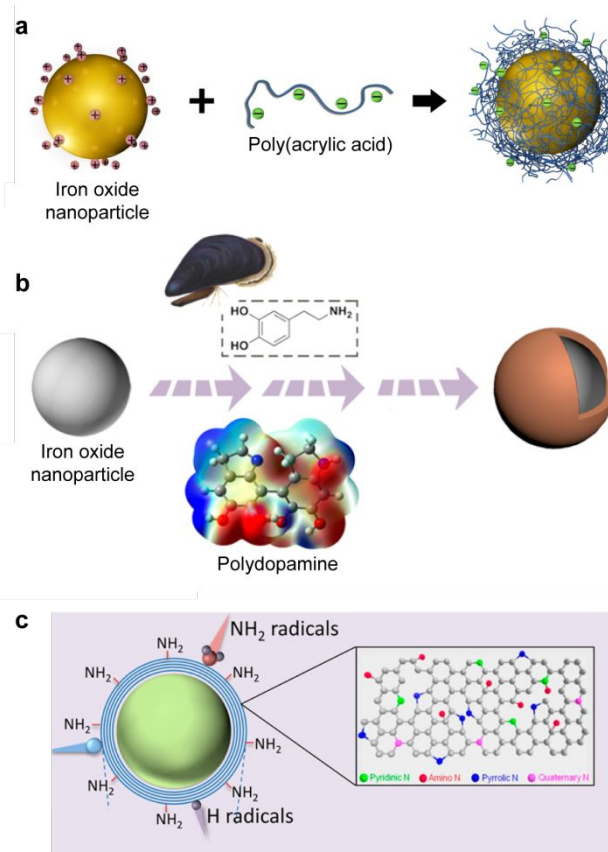 a
+
Poly(acrylic acid)
Iron oxide
nanoparticle
b
HO
NH₂
HO
Iron oxide
nanoparticle
Polydopamine
c
NH₂ radicals
NH₂
NH₂
NH₂
NH₂
NH₂
NH₂
NH₂
NH₂
H radicals
Pyridinic N
Amino N
Pyrrolic N
Quaternary N